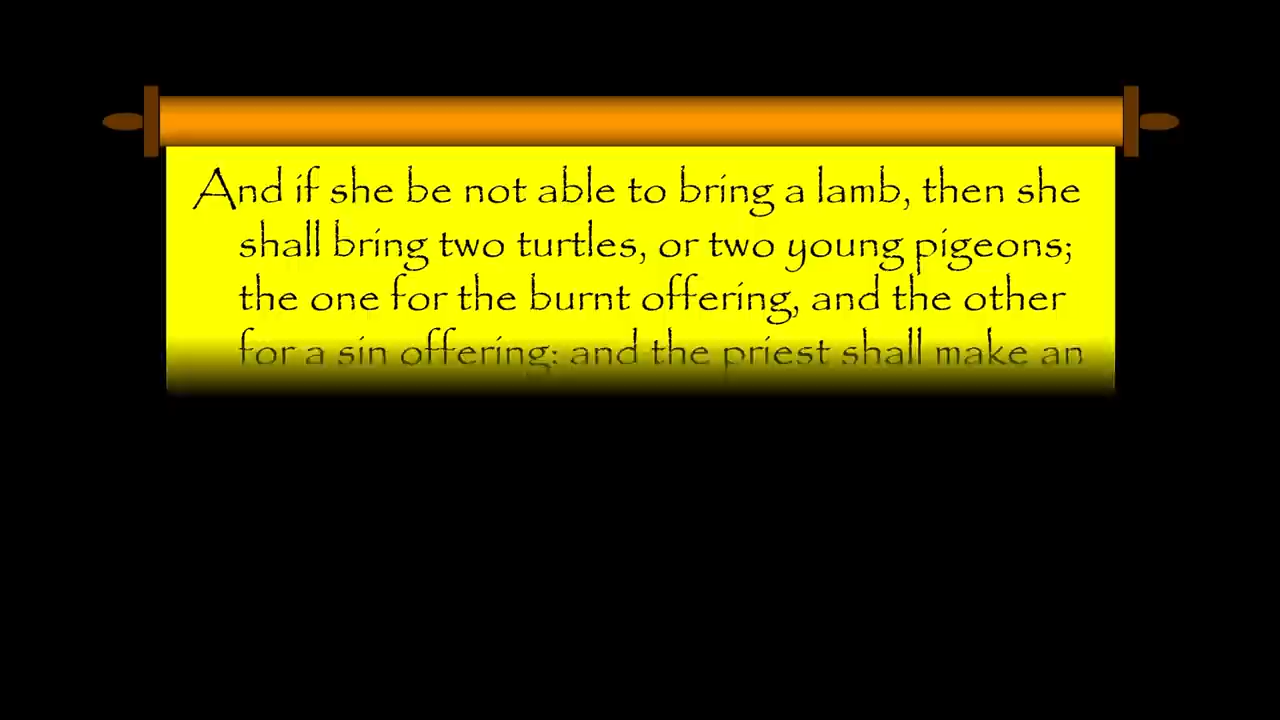 And if she be not able to bring a lamb, then she
shall bring two turtles, or two young pigeons;
the one for the burnt offering, and the other
for a sin offering: and the priest shall make an